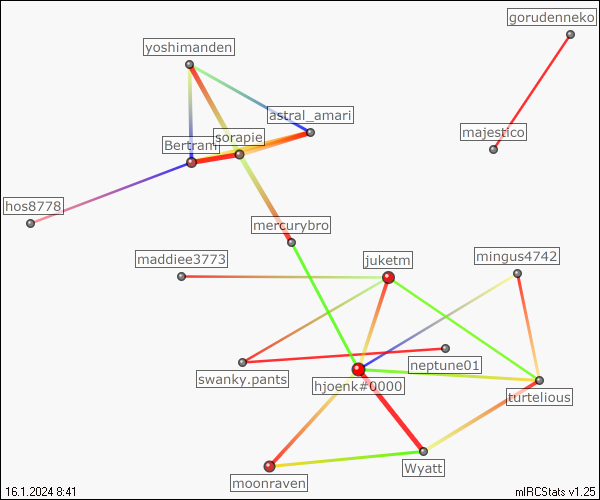 gorudenneko
yoshimanden
astral_amari
majestico
sorapie
Bertram
hos8778
mercurybro
maddiee3773
juketm
mingus4742
neptune01
swanky.pants
hjoenk#0000
turtelious
Wyatt
moonraven
16.1.2024 8:41
mIRCStats v1.25